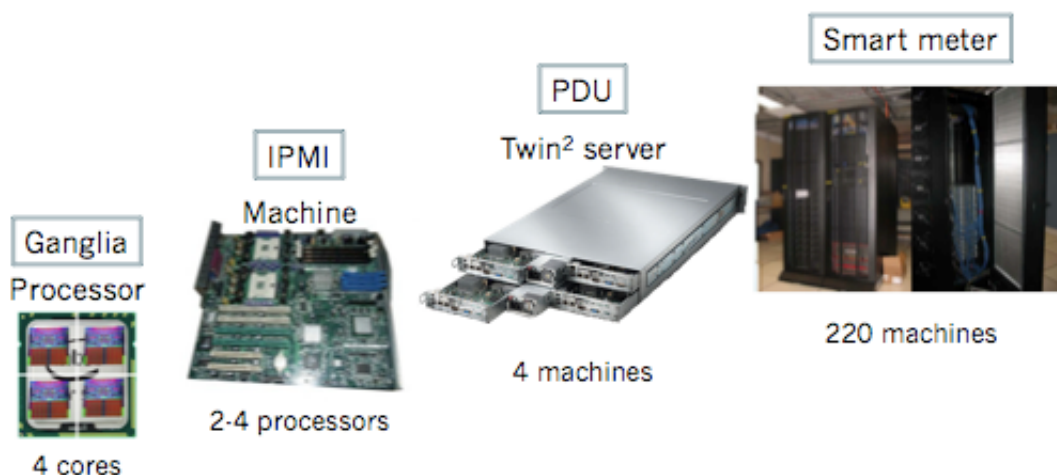 Smart meter
PDU
Twin² server
IPMI
Machine
Ganglia
Processor
220 machines
4 machines
2-4 processors
4 cores